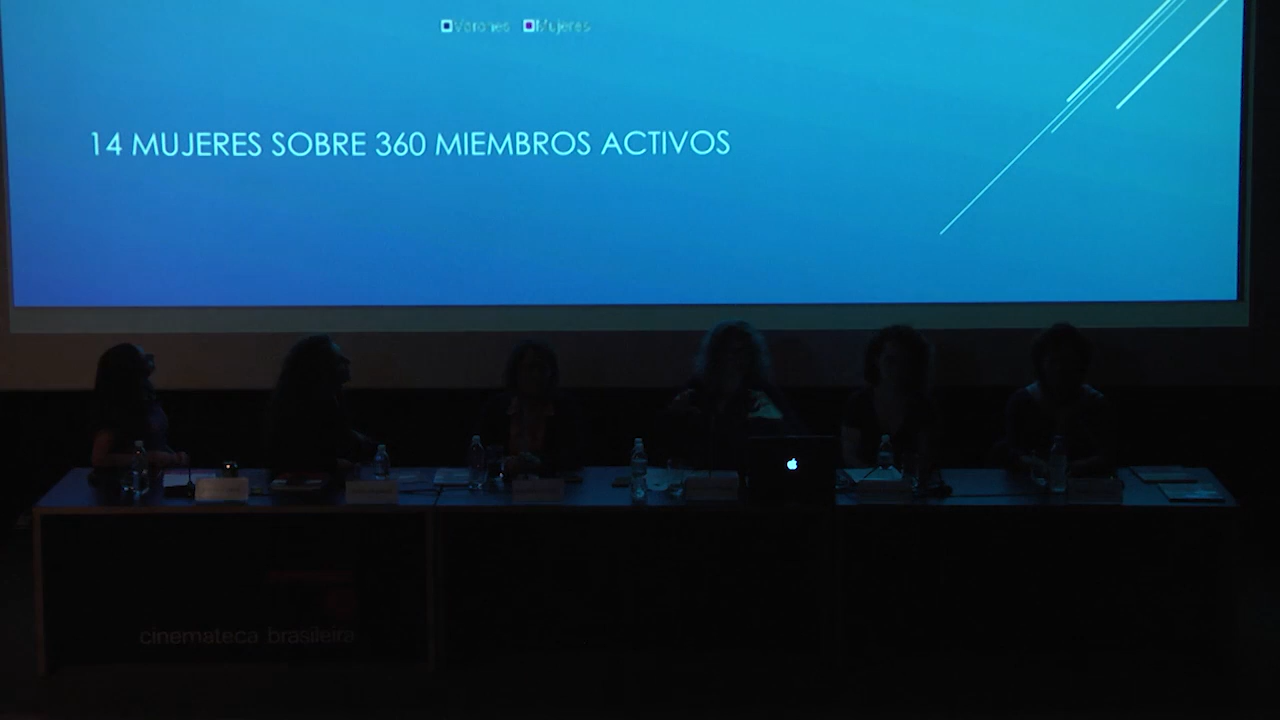 Varones Mujeres
14 MUJERES SOBRE 360 MIEMBROS ACTIVOS
cinemateca brasileira